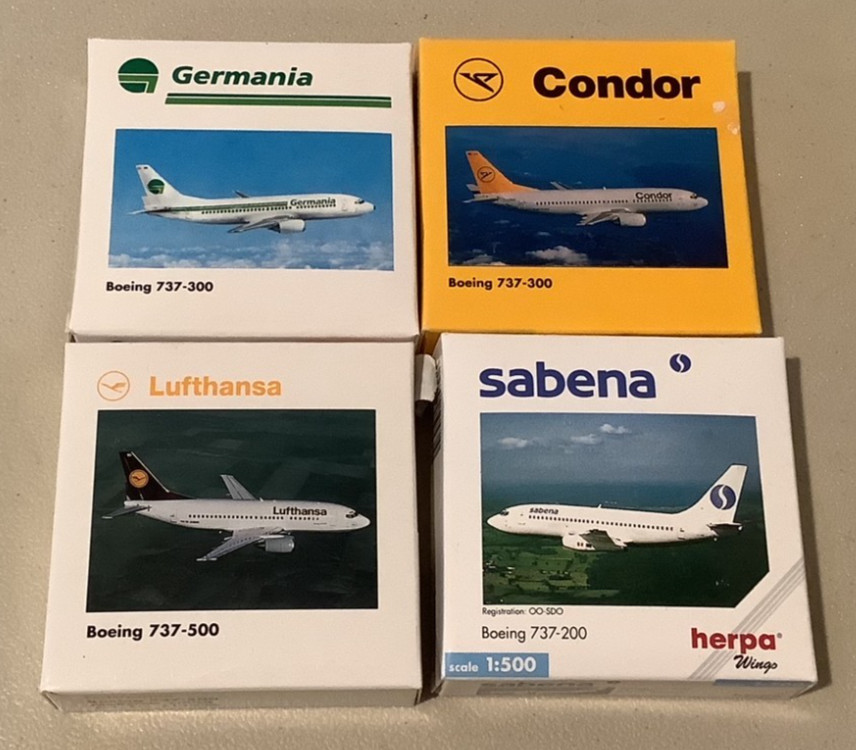 Germania
Germania
Boeing 737-300
Condor
Condor
Boeing 737-300
Lufthansa
Lufthansa
Boeing 737-500
sabena
sabena
Registration: OO-SDO
Boeing 737-200
scale 1:500
herpa®
Wings
sabena